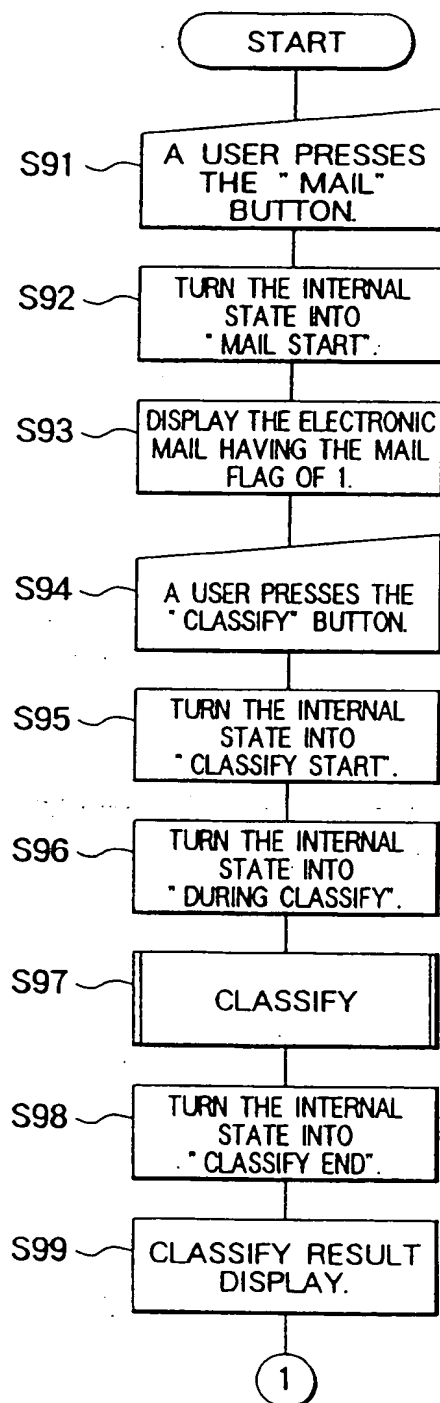 START
S91
A USER PRESSES
THE "MAIL"
BUTTON.
S92
TURN THE INTERNAL
STATE INTO
"MAIL START".
S93
DISPLAY THE ELECTRONIC
MAIL HAVING THE MAIL
FLAG OF 1.
S94
A USER PRESSES THE
"CLASSIFY" BUTTON.
S95
TURN THE INTERNAL
STATE INTO
"CLASSIFY START".
S96
TURN THE INTERNAL
STATE INTO
"DURING CLASSIFY".
S97
CLASSIFY
S98
TURN THE INTERNAL
STATE INTO
"CLASSIFY END".
S99
CLASSIFY RESULT
DISPLAY.
1